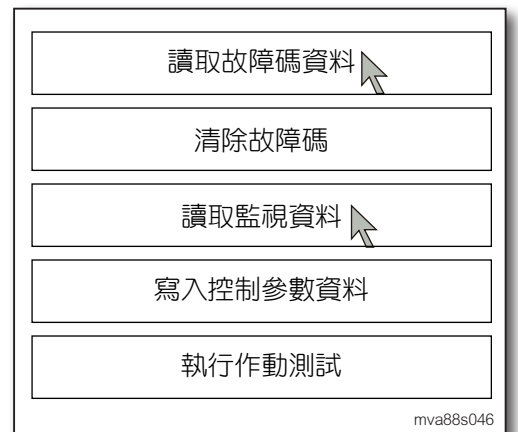 讀取故障碼資料
清除故障碼
讀取監視資料
寫入控制參數資料
執行作動測試
mva88s046